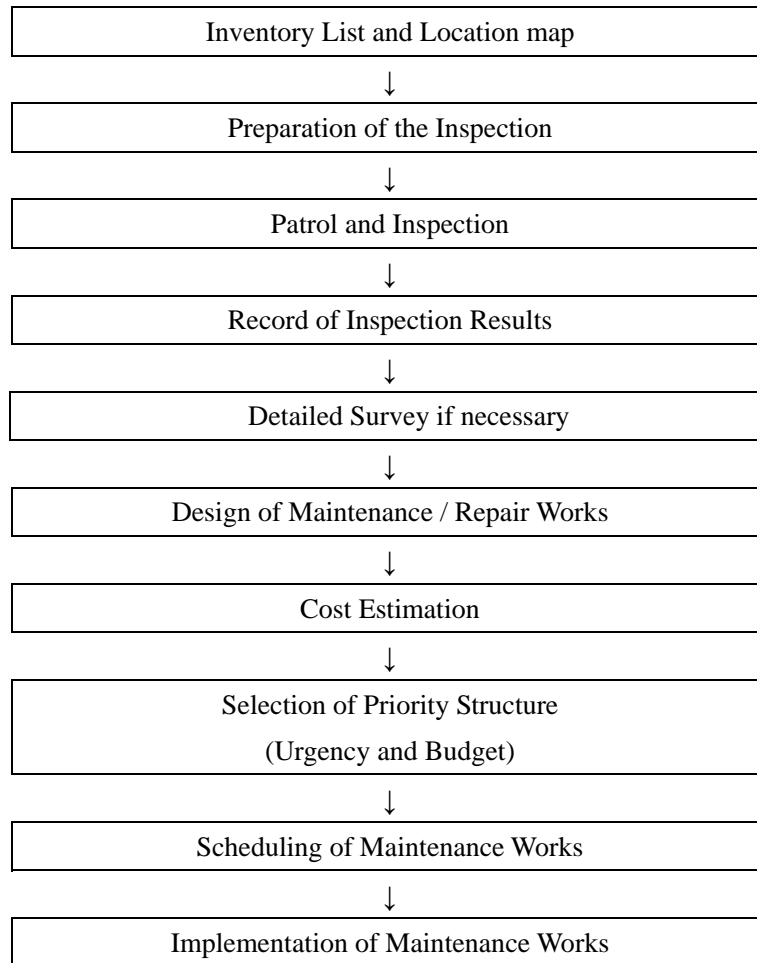 Inventory List and Location map
↓
Preparation of the Inspection
↓
Patrol and Inspection
↓
Record of Inspection Results
↓
Detailed Survey if necessary
↓
Design of Maintenance / Repair Works
↓
Cost Estimation
↓
Selection of Priority Structure
(Urgency and Budget)
↓
Scheduling of Maintenance Works
↓
Implementation of Maintenance Works